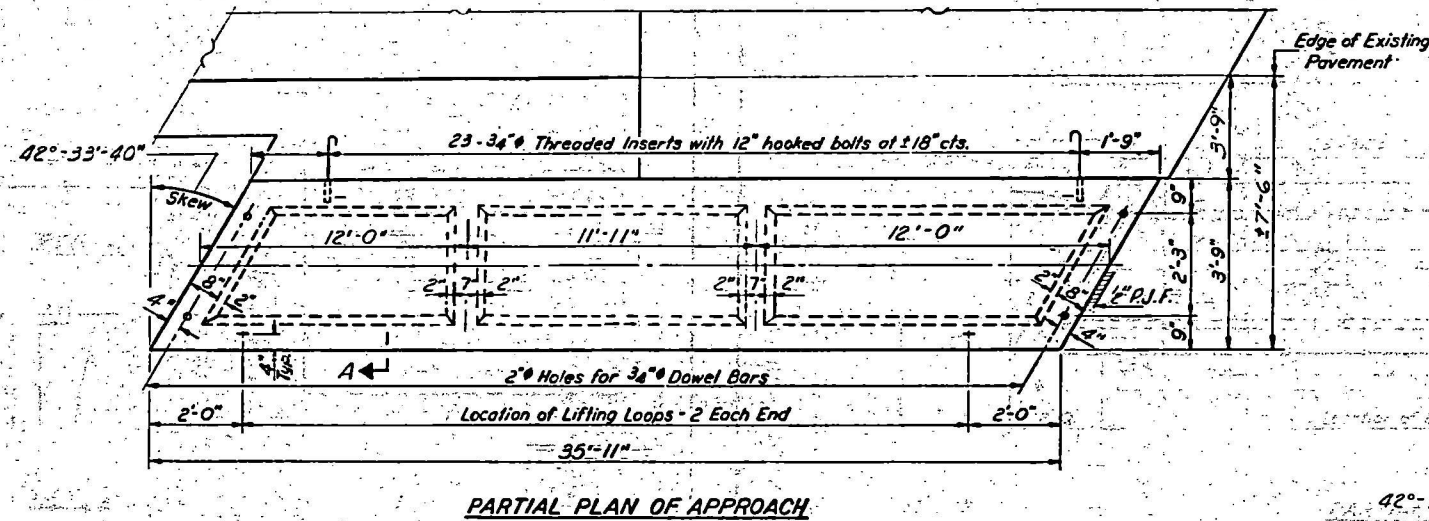 Edge of Existing
Pavement
42°-33'-40"
23-3/4"φ Threaded Inserts with 12" hooked bolts at ±18" cts.
1'-9"
3'-9"
Skew
9"
12'-0"
11'-11"
12'-0"
2'-3"
3'-9"
±7'-6"
8"
2"
2"
7"
2"
2"
7"
2"
2"
8"
1/2" P.J.F.
4"
4"
9"
4"
Typ.
A
2"φ Holes for 3/4"φ Dowel Bars
2'-0"
Location of Lifting Loops - 2 Each End
2'-0"
35'-11"
PARTIAL PLAN OF APPROACH
42°-